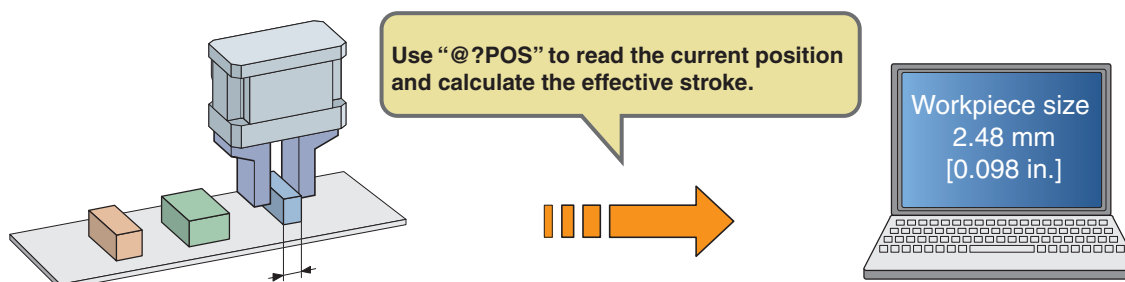 Use “@?POS” to read the current position
and calculate the effective stroke.
Workpiece size
2.48 mm
[0.098 in.]